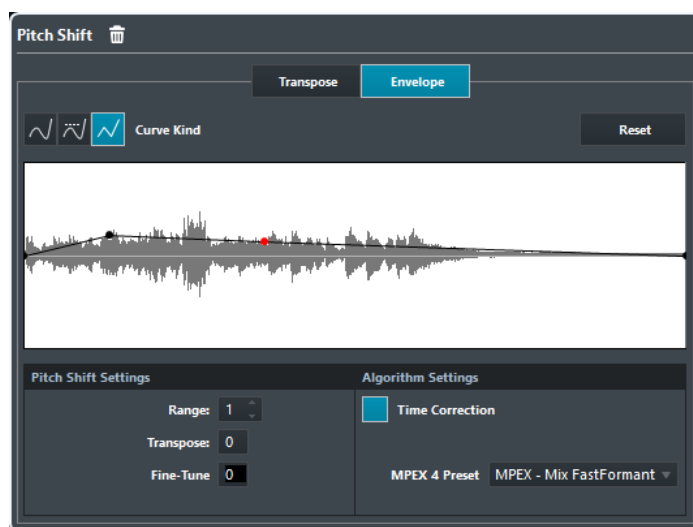 Pitch Shift
Transpose Envelope
Curve Kind Reset
Pitch Shift Settings Algorithm Settings
Range: 1 Time Correction
Transpose: 0
Fine-Tune 0 MPEX 4 Preset MPEX - Mix FastFormant